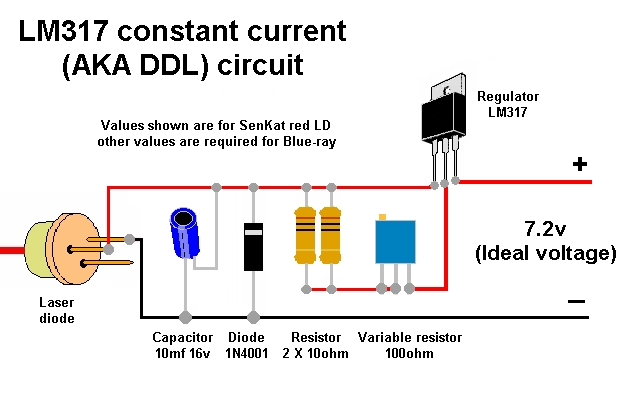 LM317 constant current
(AKA DDL) circuit
Values shown are for SenKat red LD
other values are required for Blue-ray
Regulator
LM317
+
7.2v
(Ideal voltage)
–
Laser
diode
Capacitor
10mf 16v
Diode
1N4001
Resistor
2 X 10ohm
Variable resistor
100ohm